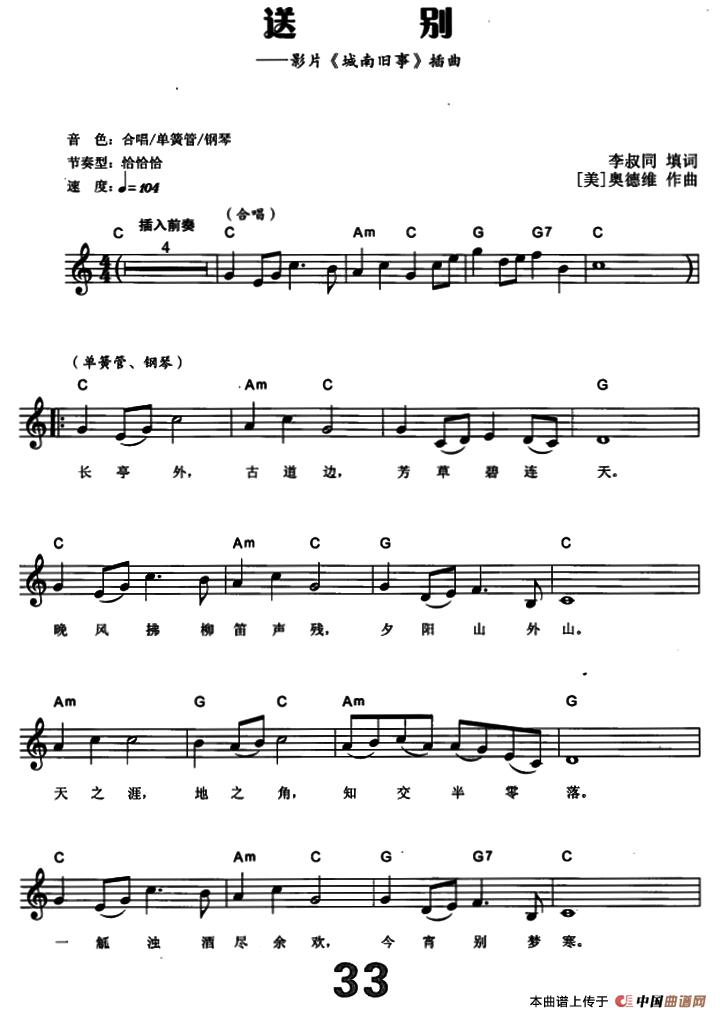 送 别
——影片《城南旧事》插曲
音 色：合唱/单簧管/钢琴
节奏型：恰恰恰
李叔同 填词
速 度：♩=104
[美]奥德维 作曲
C 插入前奏 （合唱） C Am C G G7 C
4
4 4
（单簧管、钢琴）
C Am C G
长 亭 外， 古 道 边， 芳 草 碧 连 天。
C Am C G C
晚 风 拂 柳 笛 声 残， 夕 阳 山 外 山。
Am G C Am G
天 之 涯， 地 之 角， 知 交 半 零 落。
C Am C G G7 C
一 觚 浊 酒 尽 余 欢， 今 宵 别 梦 寒。
33
本曲谱上传于 中国曲谱网